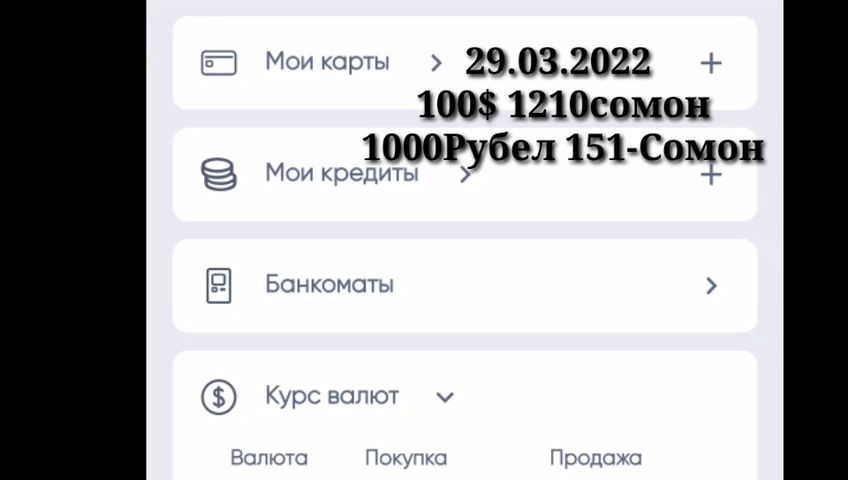 Мои карты
29.03.2022
100$ 1210сомон
1000Рубел 151-Сомон
Мои кредиты
Банкоматы
Курс валют
Валюта Покупка Продажа